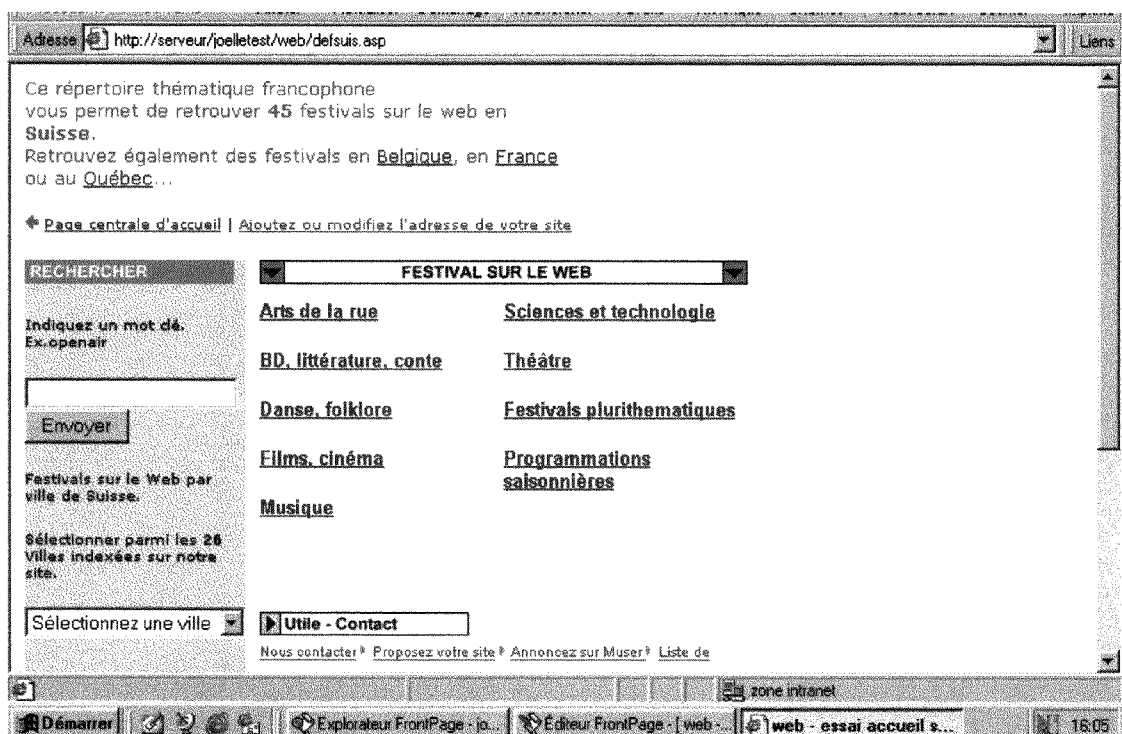 Adresse http://serveur/joelletest/web/defsuis.asp Liens
Ce répertoire thématique francophone
vous permet de retrouver 45 festivals sur le web en
Suisse.
Retrouvez également des festivals en Belgique, en France
ou au Québec...
Page centrale d'accueil | Ajoutez ou modifiez l'adresse de votre site
RECHERCHER
Indiquez un mot clé.
Ex.openair
Envoyer
Festivals sur le Web par
ville de Suisse.
Sélectionner parmi les 26
Villes indexées sur notre
site.
Sélectionnez une ville
FESTIVAL SUR LE WEB
Arts de la rue
BD, littérature, conte
Danse, folklore
Films, cinéma
Musique
Sciences et technologie
Théâtre
Festivals plurithematiques
Programmations
saisonnières
Utile - Contact
Nous contacter Proposez votre site Annoncez sur Muser Liste de
zone intranet
Démarrer Explorateur FrontPage - jo... Éditeur FrontPage - [web -... web - essai accueil s... 16:05